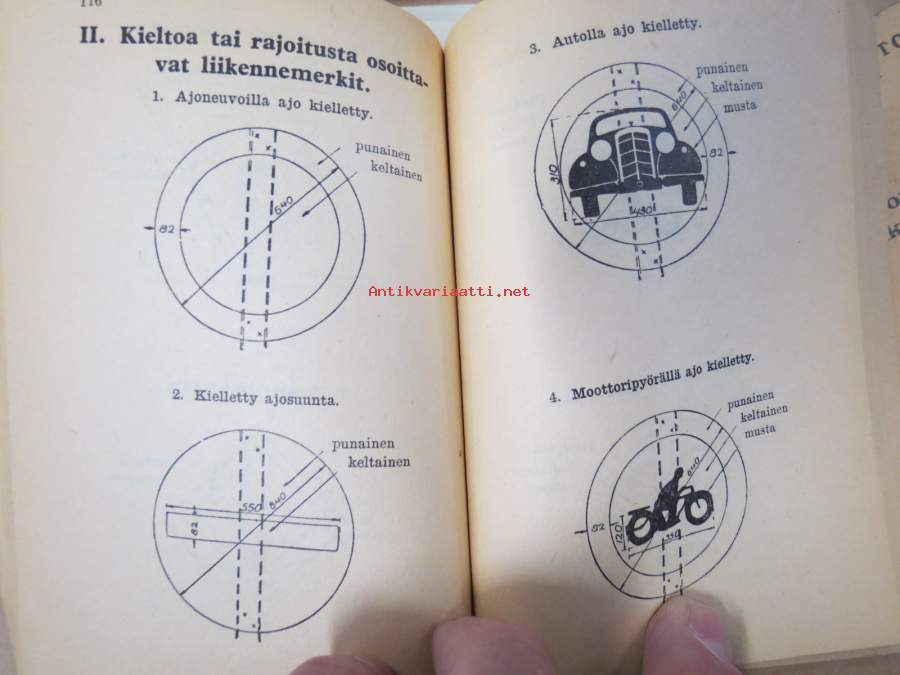 116
II. Kieltoa tai rajoitusta osoitta-
vat liikennemerkit.
1. Ajoneuvoilla ajo kielletty.
punainen
keltainen
640
82
2. Kielletty ajosuunta.
punainen
keltainen
640
550
82
3. Autolla ajo kielletty.
punainen
keltainen
musta
640
82
310
480
4. Moottoripyörällä ajo kielletty.
punainen
keltainen
musta
640
82
120
Antikvariaatti.net